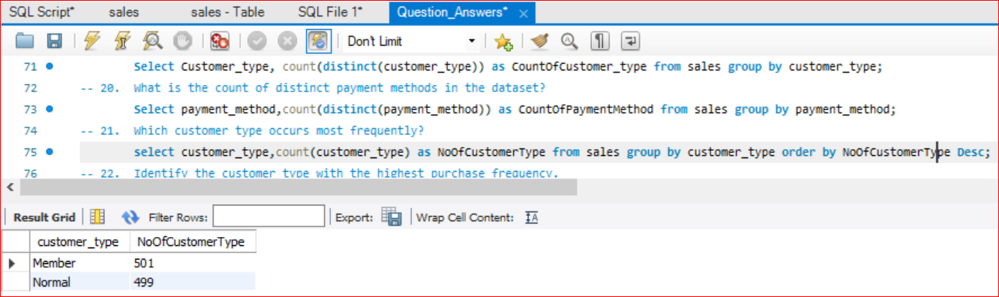 SQL Script* sales sales - Table SQL File 1* Question_Answers* ×
Don't Limit
71 Select Customer_type, count(distinct(customer_type)) as CountOfCustomer_type from sales group by customer_type;
72 -- 20. What is the count of distinct payment methods in the dataset?
73 Select payment_method,count(distinct(payment_method)) as CountOfPaymentMethod from sales group by payment_method;
74 -- 21. Which customer type occurs most frequently?
75 select customer_type,count(customer_type) as NoOfCustomerType from sales group by customer_type order by NoOfCustomerType Desc;
76 -- 22. Identify the customer type with the highest purchase frequency.
Result Grid Filter Rows: Export: Wrap Cell Content: IA
customer_type NoOfCustomerType
Member 501
Normal 499